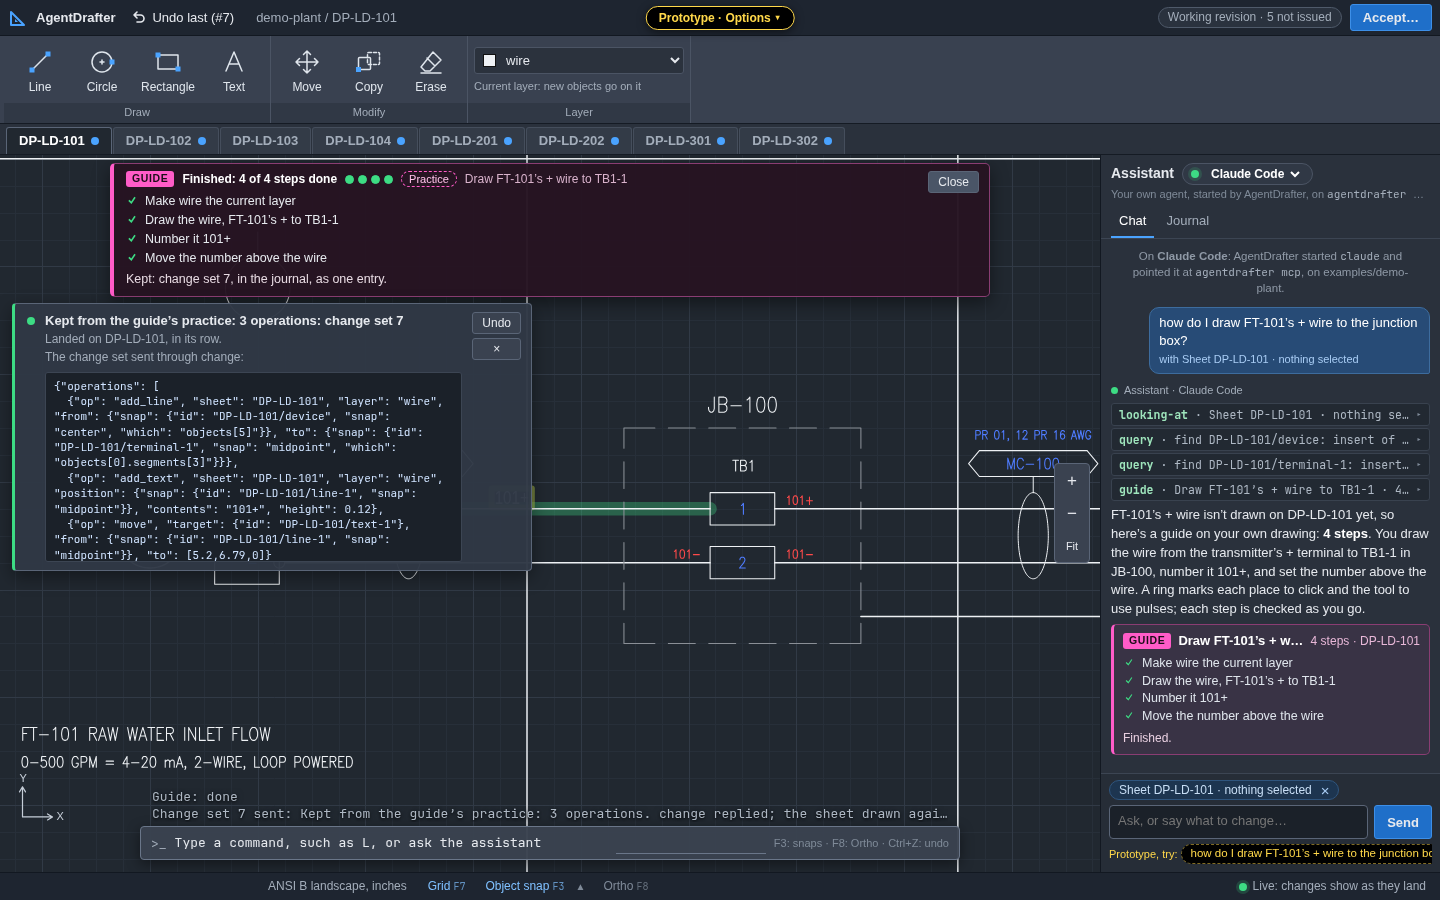 AgentDrafter
Undo last (#7)
demo-plant / DP-LD-101
Prototype · Options ▾
Working revision · 5 not issued
Accept…
Line
Circle
Rectangle
Text
Draw
Move
Copy
Erase
Modify
wire
Current layer: new objects go on it
Layer
DP-LD-101
DP-LD-102
DP-LD-103
DP-LD-104
DP-LD-201
DP-LD-202
DP-LD-301
DP-LD-302
GUIDE Finished: 4 of 4 steps done Practice Draw FT-101's + wire to TB1-1
Close
Make wire the current layer
Draw the wire, FT-101's + to TB1-1
Number it 101+
Move the number above the wire
Kept: change set 7, in the journal, as one entry.
Kept from the guide's practice: 3 operations: change set 7
Landed on DP-LD-101, in its row.
The change set sent through change:
Undo
×
{"operations": [
{"op": "add_line", "sheet": "DP-LD-101", "layer": "wire",
"from": {"snap": {"id": "DP-LD-101/device", "snap":
"center", "which": "objects[5]"}}, "to": {"snap": {"id":
"DP-LD-101/terminal-1", "snap": "midpoint", "which":
"objects[0].segments[3]"}}},
{"op": "add_text", "sheet": "DP-LD-101", "layer": "wire",
"position": {"snap": {"id": "DP-LD-101/line-1", "snap":
"midpoint"}}, "contents": "101+", "height": 0.12},
{"op": "move", "target": {"id": "DP-LD-101/text-1"},
"from": {"snap": {"id": "DP-LD-101/line-1", "snap":
"midpoint"}}, "to": [5.2,6.79,0]}
JB-100
TB1
1
101+
101-
2
101-
PR 01, 12 PR 16 AWG
MC-100
+
−
Fit
FT-101 RAW WATER INLET FLOW
0-500 GPM = 4-20 mA, 2-WIRE, LOOP POWERED
Y
X
Guide: done
Change set 7 sent: Kept from the guide's practice: 3 operations. change replied; the sheet drawn agai…
>_ Type a command, such as L, or ask the assistant
F3: snaps · F8: Ortho · Ctrl+Z: undo
Assistant
Claude Code
Your own agent, started by AgentDrafter, on agentdrafter …
Chat
Journal
On Claude Code: AgentDrafter started claude and
pointed it at agentdrafter mcp, on examples/demo-
plant.
how do I draw FT-101's + wire to the junction
box?
with Sheet DP-LD-101 · nothing selected
Assistant · Claude Code
looking-at · Sheet DP-LD-101 · nothing se…
query · find DP-LD-101/device: insert of …
query · find DP-LD-101/terminal-1: insert…
guide · Draw FT-101's + wire to TB1-1 · 4…
FT-101's + wire isn't drawn on DP-LD-101 yet, so
here's a guide on your own drawing: 4 steps. You draw
the wire from the transmitter's + terminal to TB1-1 in
JB-100, number it 101+, and set the number above the
wire. A ring marks each place to click and the tool to
use pulses; each step is checked as you go.
GUIDE Draw FT-101's + w… 4 steps · DP-LD-101
Make wire the current layer
Draw the wire, FT-101's + to TB1-1
Number it 101+
Move the number above the wire
Finished.
Sheet DP-LD-101 · nothing selected ×
Ask, or say what to change…
Send
Prototype, try: how do I draw FT-101's + wire to the junction bo
ANSI B landscape, inches
Grid F7
Object snap F3 ▴
Ortho F8
Live: changes show as they land